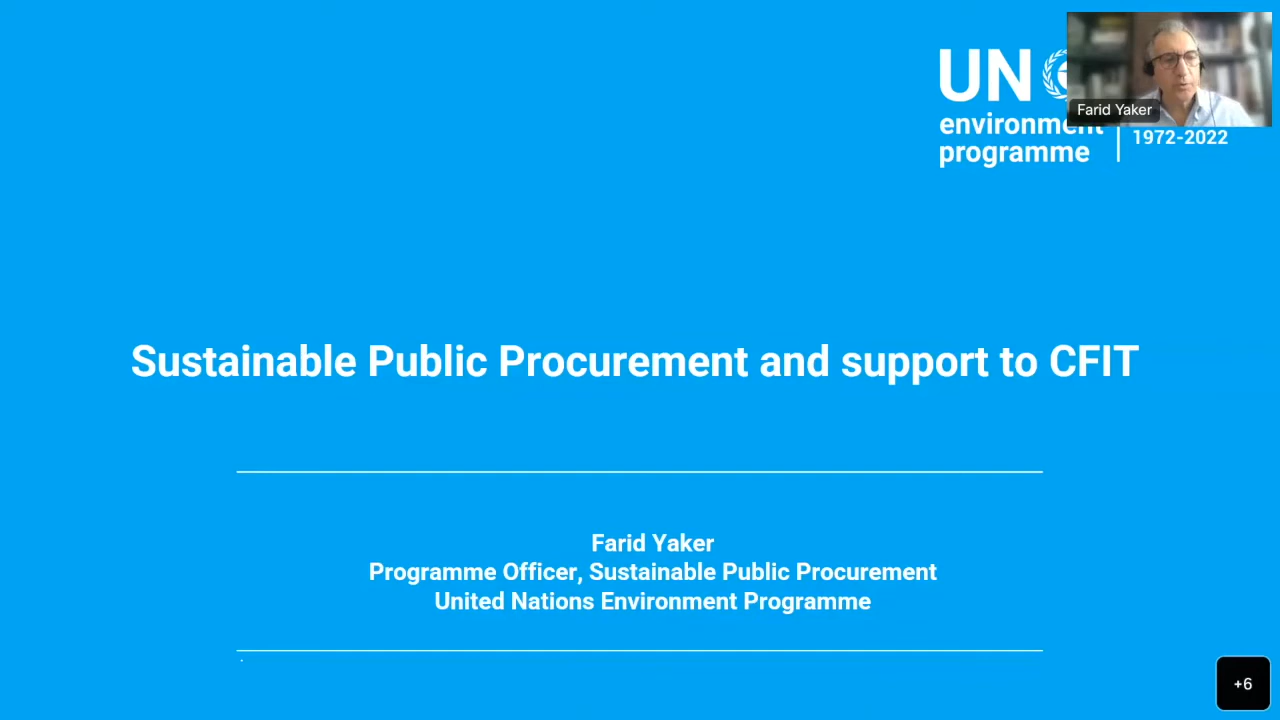 UN
Farid Yaker
environment
programme
1972-2022
Sustainable Public Procurement and support to CFIT
Farid Yaker
Programme Officer, Sustainable Public Procurement
United Nations Environment Programme
+6